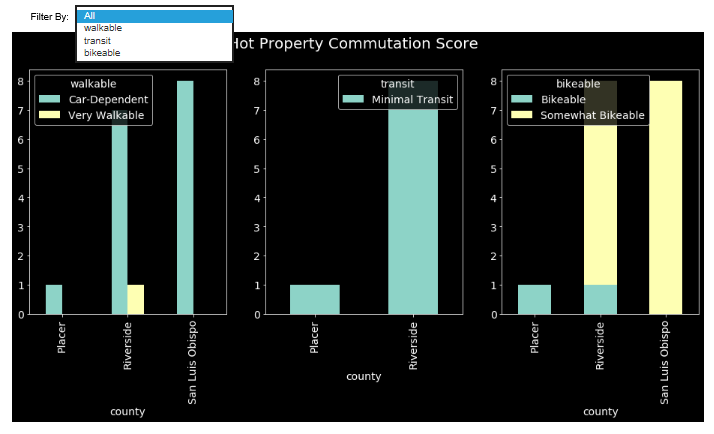 Filter By:
All
walkable
transit
bikeable
Hot Property Commutation Score
walkable
Car-Dependent
Very Walkable
8
7
6
5
4
3
2
1
0
Placer
Riverside
San Luis Obispo
county
transit
Minimal Transit
8
7
6
5
4
3
2
1
0
Placer
Riverside
county
bikeable
Bikeable
Somewhat Bikeable
8
7
6
5
4
3
2
1
0
Placer
Riverside
San Luis Obispo
county